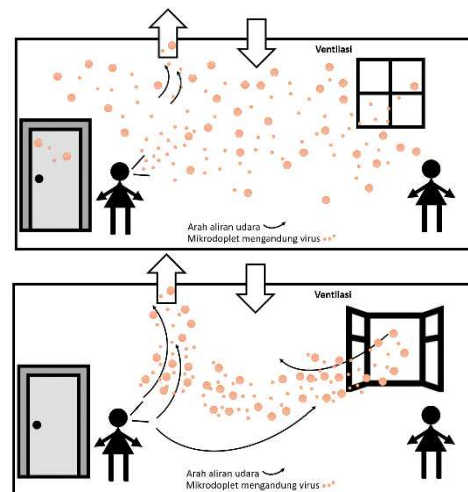 Ventilasi
Arah aliran udara
Mikrodoplet mengandung virus
Ventilasi
Arah aliran udara
Mikrodoplet mengandung virus